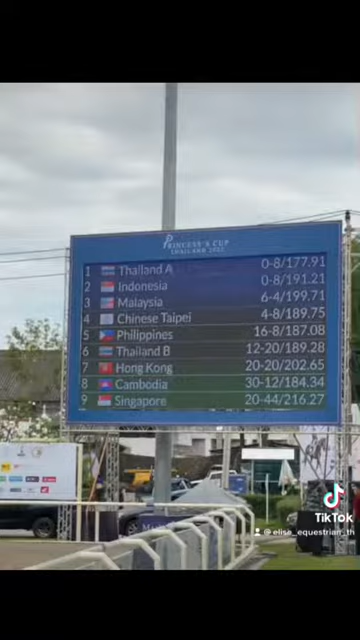 PRINCESS'S CUP
THAILAND 2022
1 Thailand A 0-8/177.91
2 Indonesia 0-8/191.21
3 Malaysia 6-4/199.71
4 Chinese Taipei 4-8/189.75
5 Philippines 16-8/187.08
6 Thailand B 12-20/189.28
7 Hong Kong 20-20/202.65
8 Cambodia 30-12/184.34
9 Singapore 20-44/216.27
TikTok
@elisa_equestrian_th